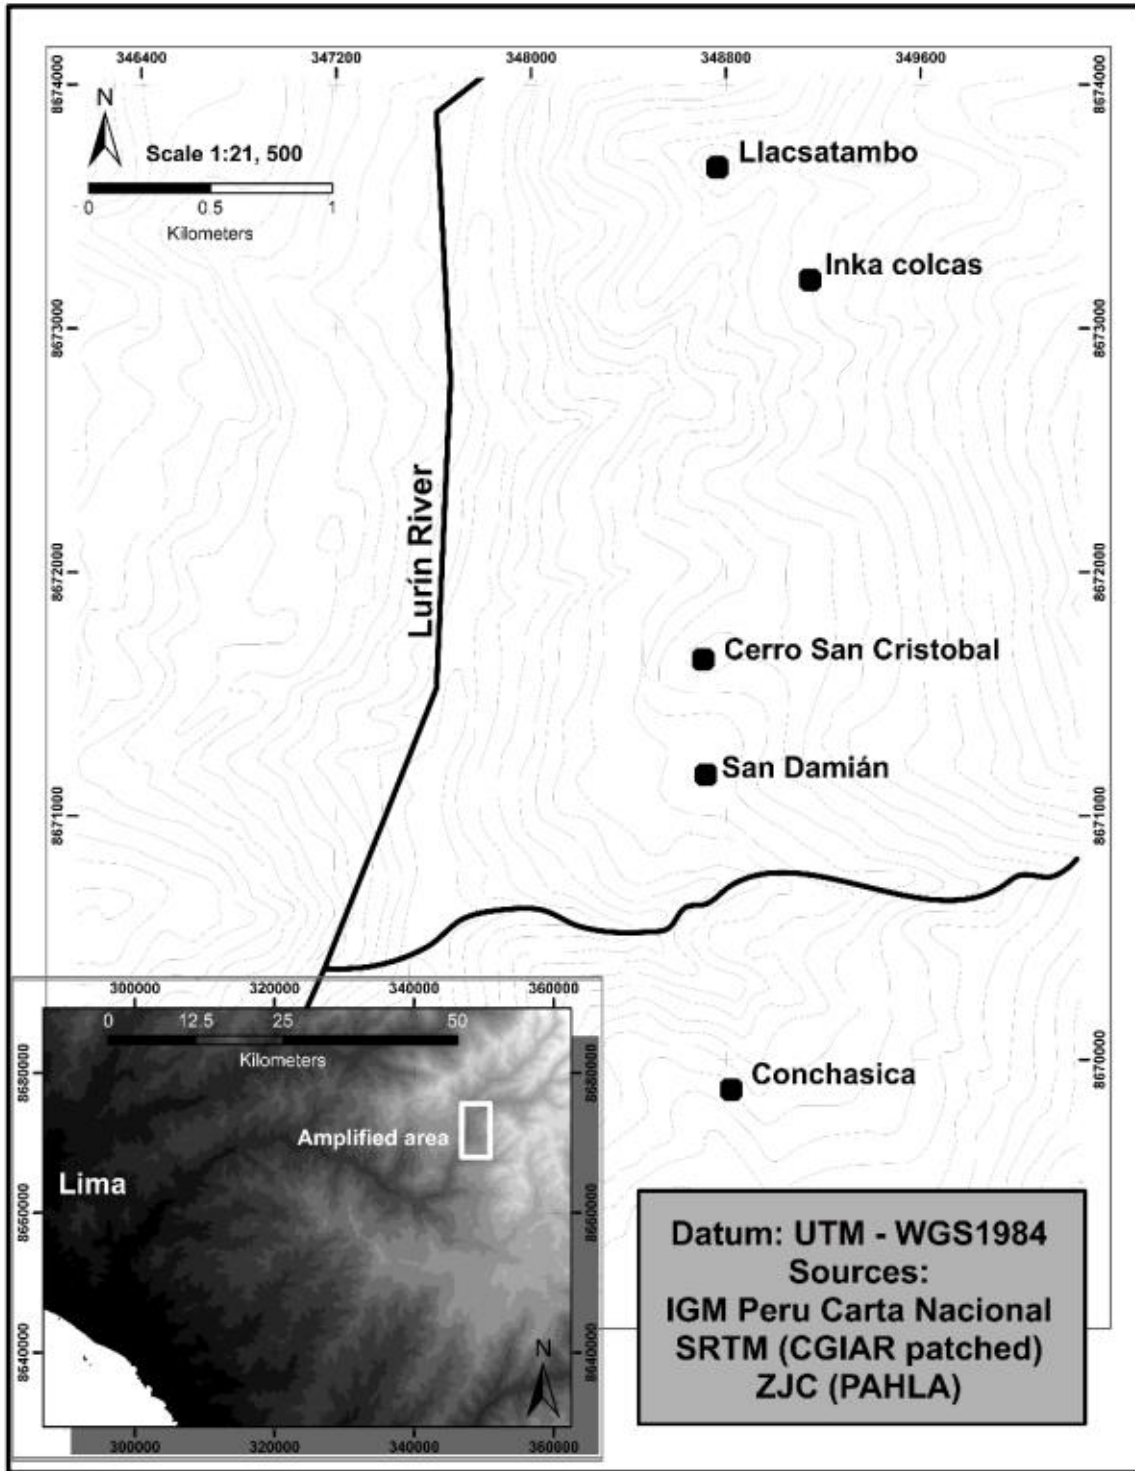 346400 347200 348000 348800 349600
8674000 8674000
N
Scale 1:21, 500
0 0.5 1
Kilometers
Llacsatambo
Inka colcas
8673000 8673000
Lurín River
8672000 8672000
Cerro San Cristobal
San Damián
8671000 8671000
300000 320000 340000 360000
0 12.5 25 50
Kilometers
8680000 8680000
Amplified area
Lima
8660000 8660000
8640000 8640000
N
300000 320000 340000 360000
8670000
Conchasica
Datum: UTM - WGS1984
Sources:
IGM Peru Carta Nacional
SRTM (CGIAR patched)
ZJC (PAHLA)